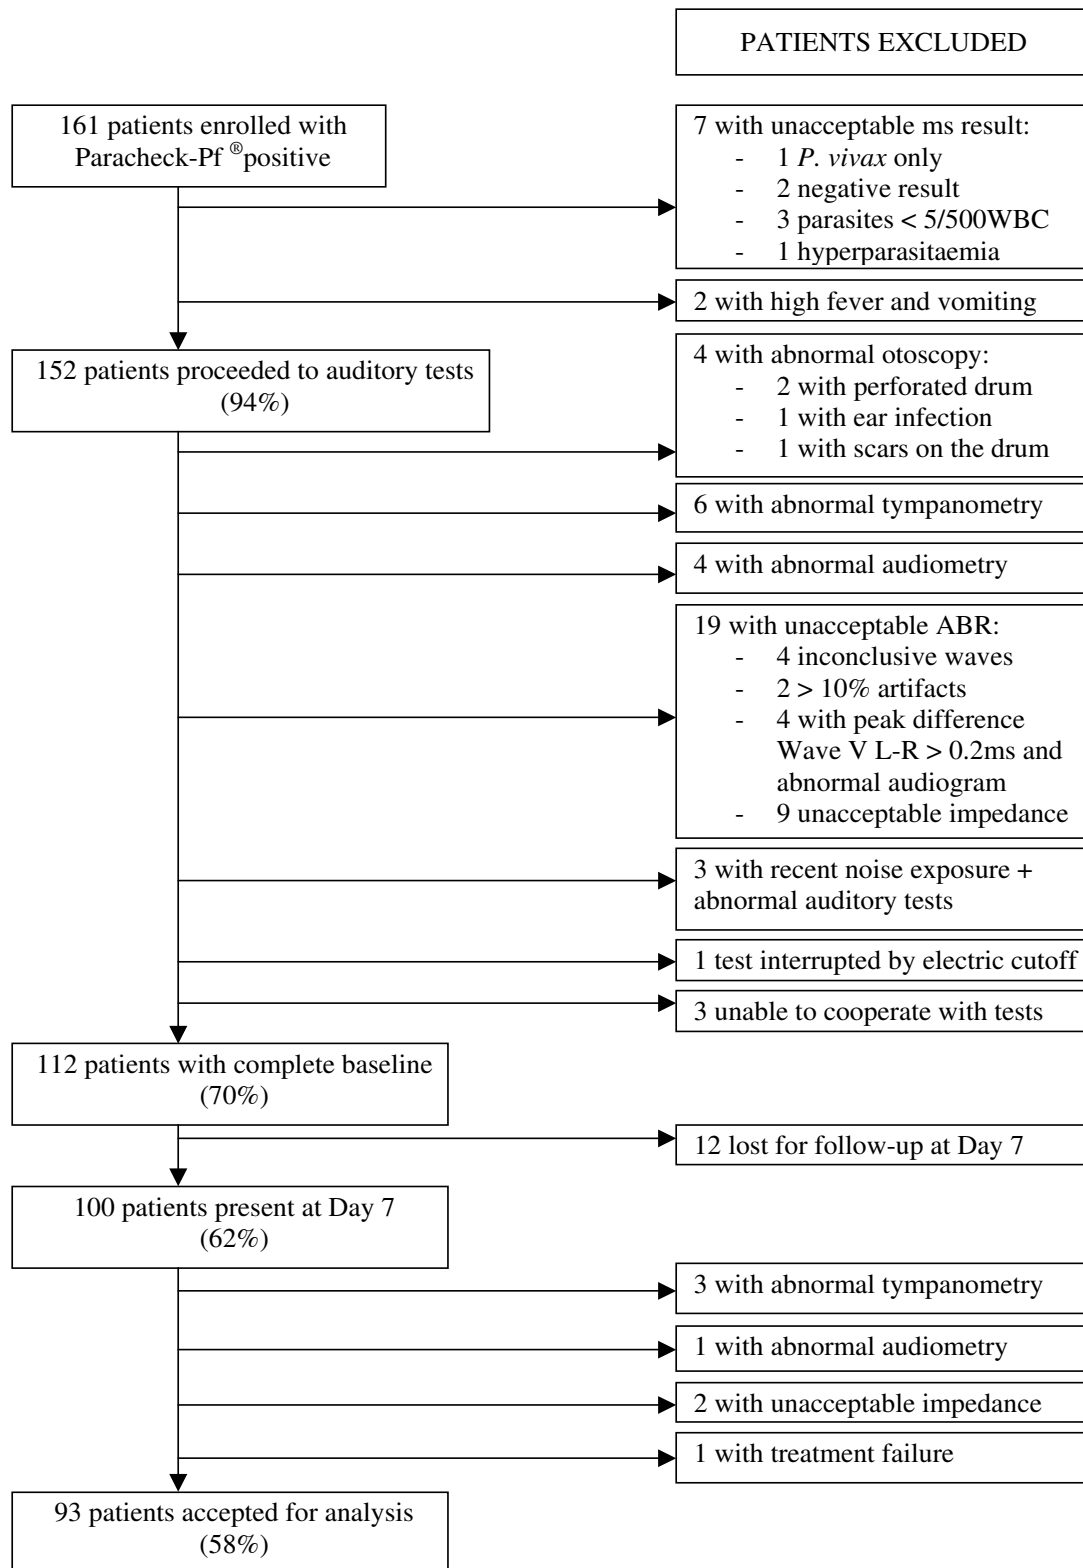 PATIENTS EXCLUDED
161 patients enrolled with
Paracheck-Pf ® positive
7 with unacceptable ms result:
- 1 P. vivax only
- 2 negative result
- 3 parasites < 5/500WBC
- 1 hyperparasitaemia
2 with high fever and vomiting
152 patients proceeded to auditory tests
(94%)
4 with abnormal otoscopy:
- 2 with perforated drum
- 1 with ear infection
- 1 with scars on the drum
6 with abnormal tympanometry
4 with abnormal audiometry
19 with unacceptable ABR:
- 4 inconclusive waves
- 2 > 10% artifacts
- 4 with peak difference
Wave V L-R > 0.2ms and
abnormal audiogram
- 9 unacceptable impedance
3 with recent noise exposure +
abnormal auditory tests
1 test interrupted by electric cutoff
3 unable to cooperate with tests
112 patients with complete baseline
(70%)
12 lost for follow-up at Day 7
100 patients present at Day 7
(62%)
3 with abnormal tympanometry
1 with abnormal audiometry
2 with unacceptable impedance
1 with treatment failure
93 patients accepted for analysis
(58%)